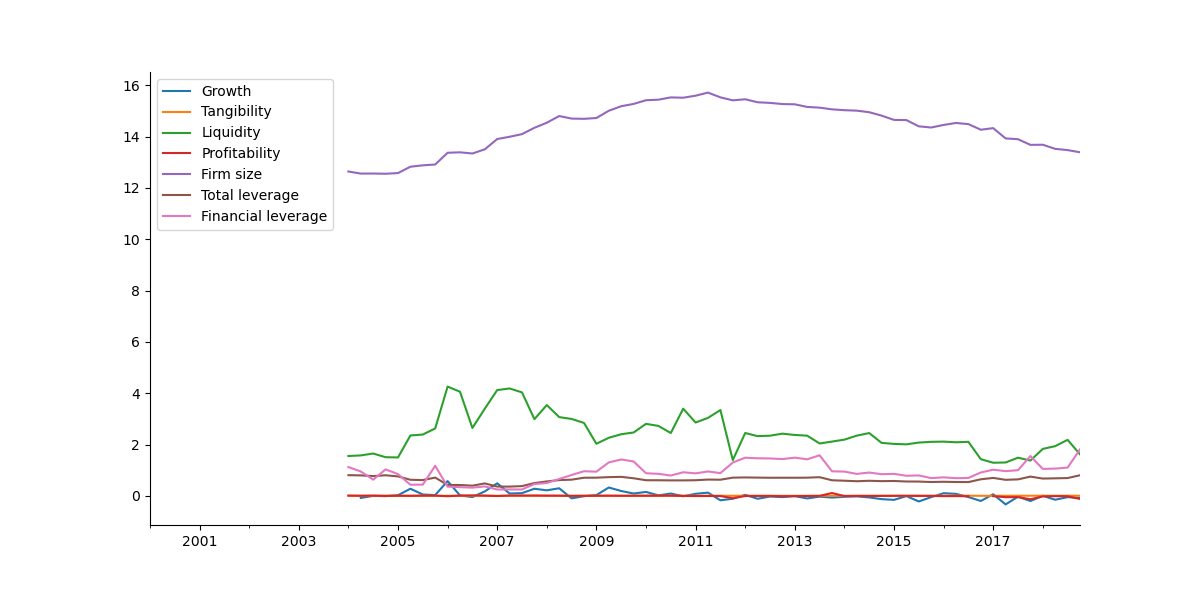 16
14
12
10
8
6
4
2
0
Growth
Tangibility
Liquidity
Profitability
Firm size
Total leverage
Financial leverage
2001 2003 2005 2007 2009 2011 2013 2015 2017